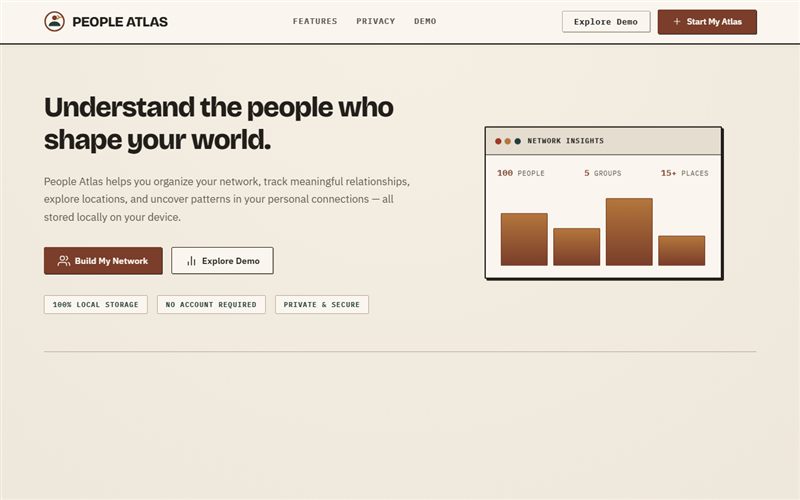 PEOPLE ATLAS
FEATURES PRIVACY DEMO
Explore Demo
Start My Atlas
Understand the people who
shape your world.
People Atlas helps you organize your network, track meaningful relationships,
explore locations, and uncover patterns in your personal connections — all
stored locally on your device.
Build My Network
Explore Demo
100% LOCAL STORAGE
NO ACCOUNT REQUIRED
PRIVATE & SECURE
NETWORK INSIGHTS
100 PEOPLE
5 GROUPS
15+ PLACES